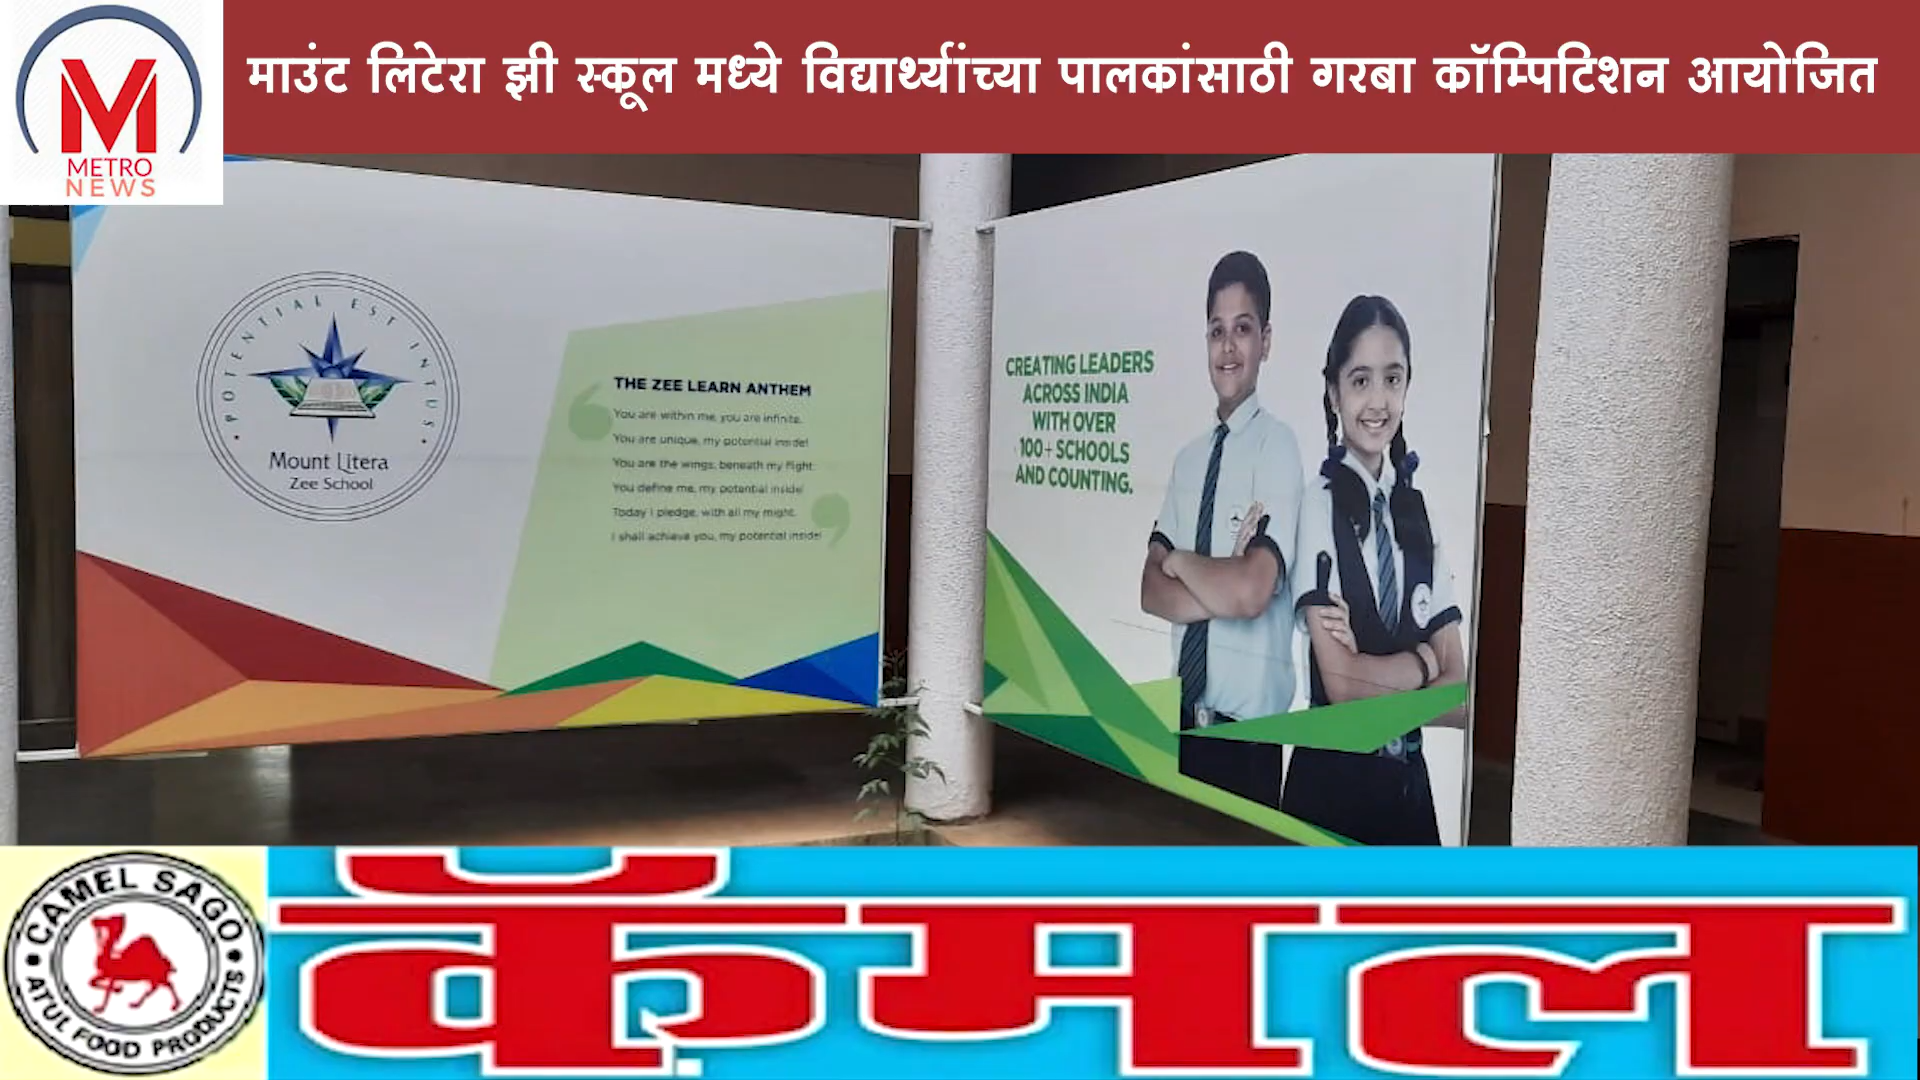 माउंट लिटेरा झी स्कूल मध्ये विद्यार्थ्यांच्या पालकांसाठी गरबा कॉम्पिटिशन आयोजित
M
METRO
NEWS
POTENTIAL EST INTUS
Mount Litera
Zee School
THE ZEE LEARN ANTHEM
You are within me, you are infinite.
You are unique, my potential inside!
You are the wings, beneath my flight.
You define me, my potential inside!
Today I pledge, with all my might.
I shall achieve you, my potential inside!
CREATING LEADERS
ACROSS INDIA
WITH OVER
100+ SCHOOLS
AND COUNTING.
CAMEL SAGO
ATUL FOOD PRODUCTS
कॅमल